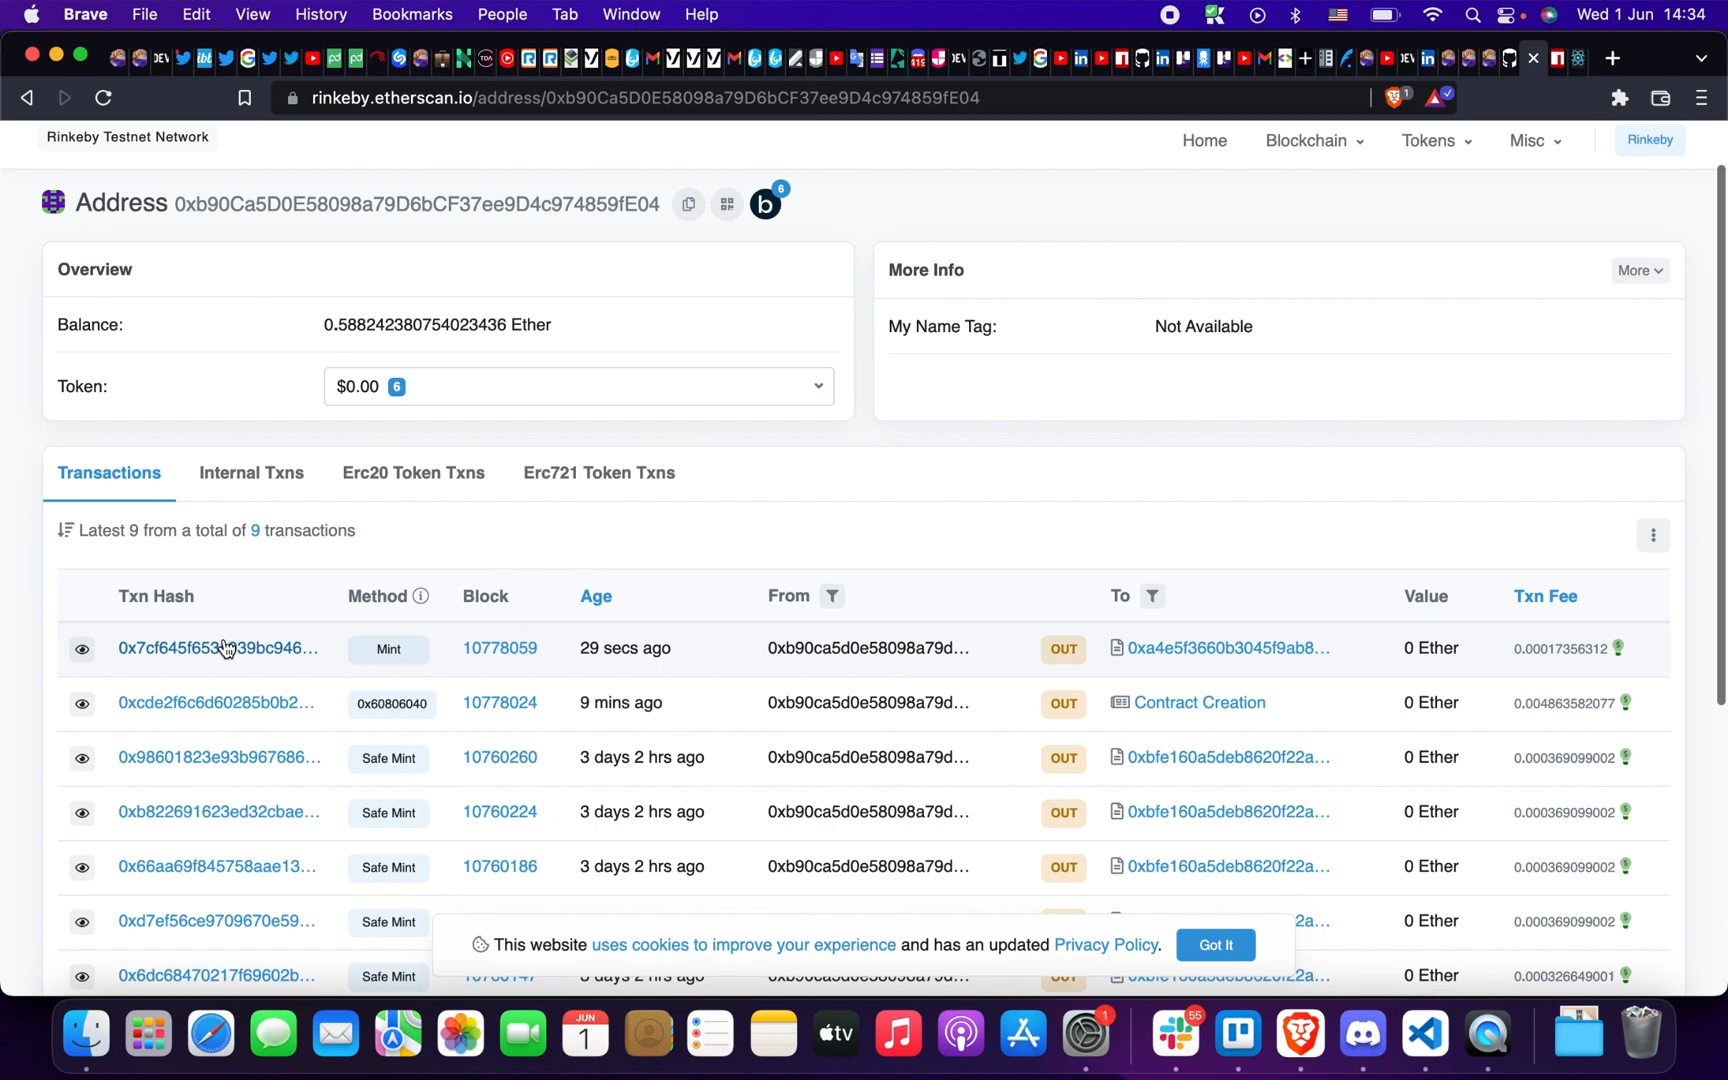 Brave File Edit View History Bookmarks People Tab Window Help Wed 1 Jun 14:34
rinkeby.etherscan.io/address/0xb90Ca5D0E58098a79D6bCF37ee9D4c974859fE04 1
Rinkeby Testnet Network Home Blockchain Tokens Misc Rinkeby
Address 0xb90Ca5D0E58098a79D6bCF37ee9D4c974859fE04 b 6
Overview
Balance: 0.588242380754023436 Ether
Token: $0.00 6
More Info More
My Name Tag: Not Available
Transactions Internal Txns Erc20 Token Txns Erc721 Token Txns
Latest 9 from a total of 9 transactions
Txn Hash Method Block Age From To Value Txn Fee
Mint 10778059 29 secs ago 0xb90ca5d0e58098a79d... OUT 0xa4e5f3660b3045f9ab8... 0 Ether 0.00017356312
0xcde2f6c6d60285b0b2... 0x60806040 10778024 9 mins ago 0xb90ca5d0e58098a79d... OUT Contract Creation 0 Ether 0.004863582077
0x98601823e93b967686... Safe Mint 10760260 3 days 2 hrs ago 0xb90ca5d0e58098a79d... OUT 0xbfe160a5deb8620f22a... 0 Ether 0.000369099002
0xb822691623ed32cbae... Safe Mint 10760224 3 days 2 hrs ago 0xb90ca5d0e58098a79d... OUT 0xbfe160a5deb8620f22a... 0 Ether 0.000369099002
0x66aa69f845758aae13... Safe Mint 10760186 3 days 2 hrs ago 0xb90ca5d0e58098a79d... OUT 0xbfe160a5deb8620f22a... 0 Ether 0.000369099002
0xd7ef56ce9709670e59... Safe Mint 2a... 0 Ether 0.000369099002
This website uses cookies to improve your experience and has an updated Privacy Policy. Got It
0x6dc68470217f69602b... Safe Mint 0 Ether 0.000326649001
JUN
1
tv
1
55